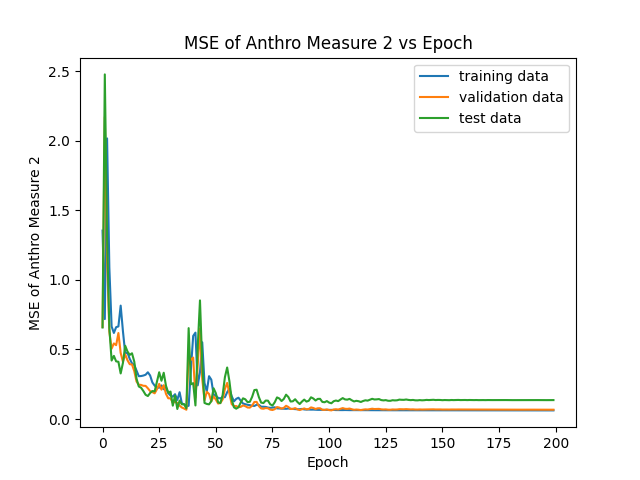 MSE of Anthro Measure 2 vs Epoch
training data
validation data
test data
MSE of Anthro Measure 2
2.5
2.0
1.5
1.0
0.5
0.0
0
25
50
75
100
125
150
175
200
Epoch